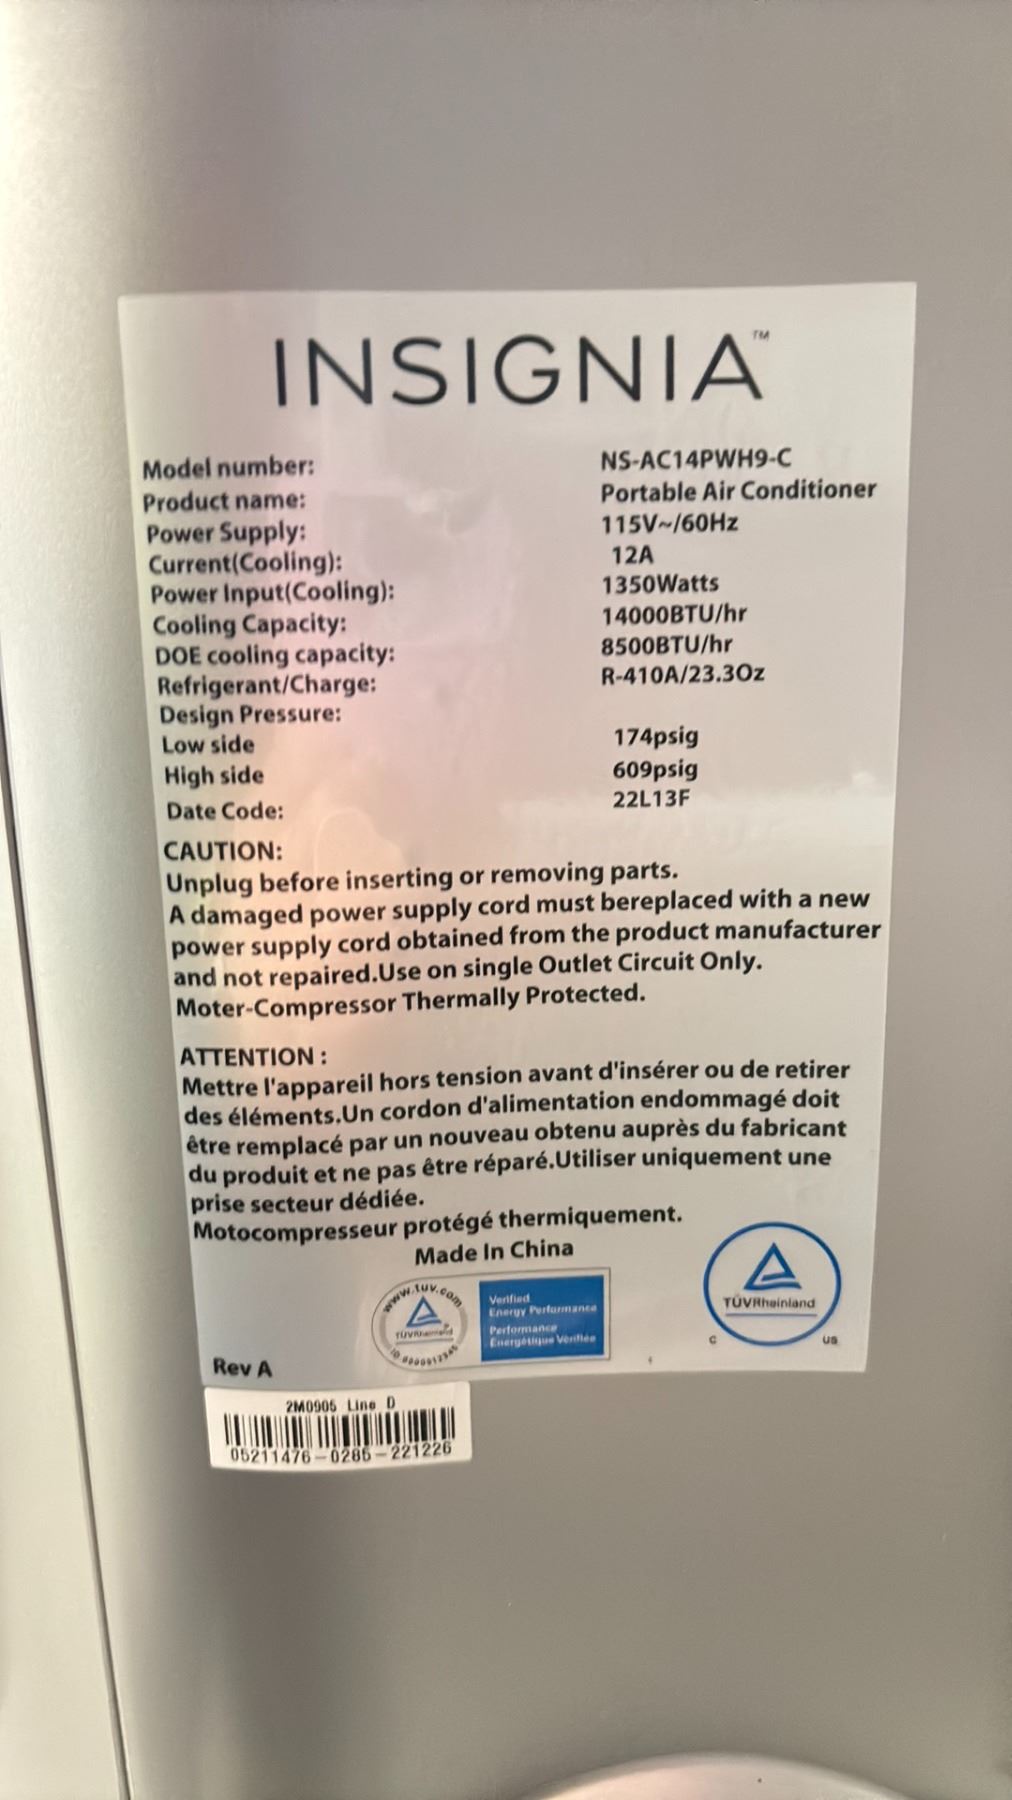 INSIGNIA™
Model number: NS-AC14PWH9-C
Product name: Portable Air Conditioner
Power Supply: 115V~/60Hz
Current(Cooling): 12A
Power Input(Cooling): 1350Watts
Cooling Capacity: 14000BTU/hr
DOE cooling capacity: 8500BTU/hr
Refrigerant/Charge: R-410A/23.3Oz
Design Pressure:
Low side 174psig
High side 609psig
Date Code: 22L13F
CAUTION:
Unplug before inserting or removing parts.
A damaged power supply cord must bereplaced with a new
power supply cord obtained from the product manufacturer
and not repaired.Use on single Outlet Circuit Only.
Moter-Compressor Thermally Protected.
ATTENTION :
Mettre l'appareil hors tension avant d'insérer ou de retirer
des éléments.Un cordon d'alimentation endommagé doit
être remplacé par un nouveau obtenu auprès du fabricant
du produit et ne pas être réparé.Utiliser uniquement une
prise secteur dédiée.
Motocompresseur protégé thermiquement.
Made In China
www.tuv.com
TÜVRheinland®
Verified
Energy Performance
Performance
Énergétique Vérifiée
TÜVRheinland
C US
Rev A
2M0905 Line D
05211476-0285-221226